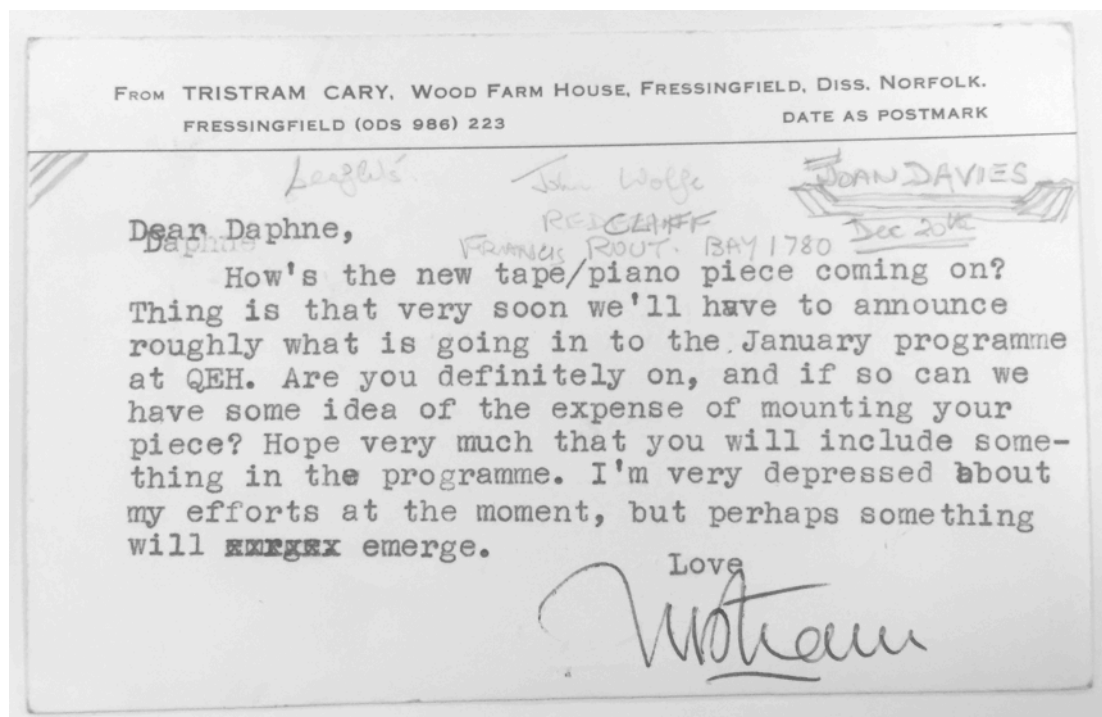 FROM TRISTRAM CARY, WOOD FARM HOUSE, FRESSINGFIELD, DISS, NORFOLK.
FRESSINGFIELD (ODS 986) 223 DATE AS POSTMARK
John Wolfe JOAN DAVIES
Dec 20th
FRANCIS ROUT. BAY 1780
Dear Daphne,
Daphne
How's the new tape/piano piece coming on?
Thing is that very soon we'll have to announce
roughly what is going in to the January programme
at QEH. Are you definitely on, and if so can we
have some idea of the expense of mounting your
piece? Hope very much that you will include some-
thing in the programme. I'm very depressed about
my efforts at the moment, but perhaps something
will emerge.
Love
Tristram